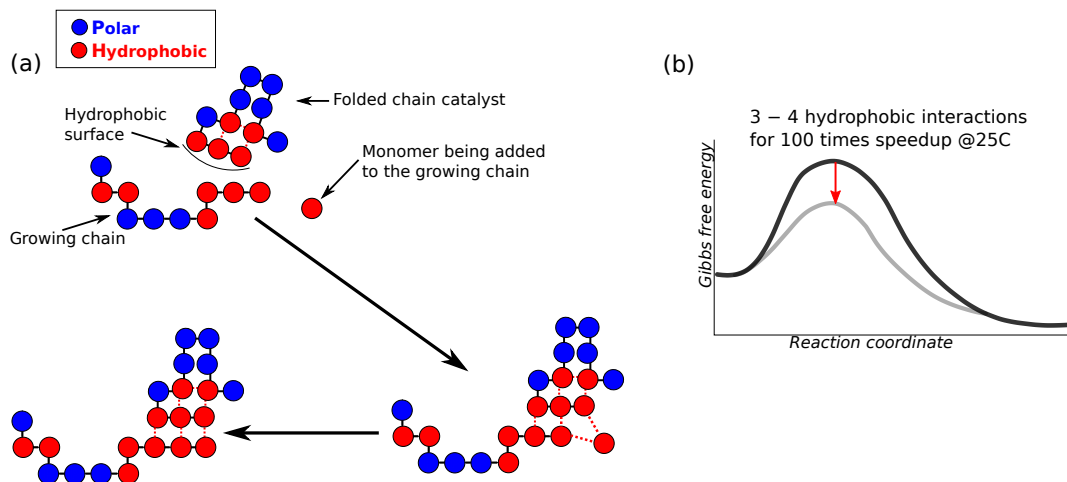 Polar
Hydrophobic
(a)
Hydrophobic
surface
Folded chain catalyst
Monomer being added
to the growing chain
Growing chain
(b)
3 − 4 hydrophobic interactions
for 100 times speedup @25C
Gibbs free energy
Reaction coordinate